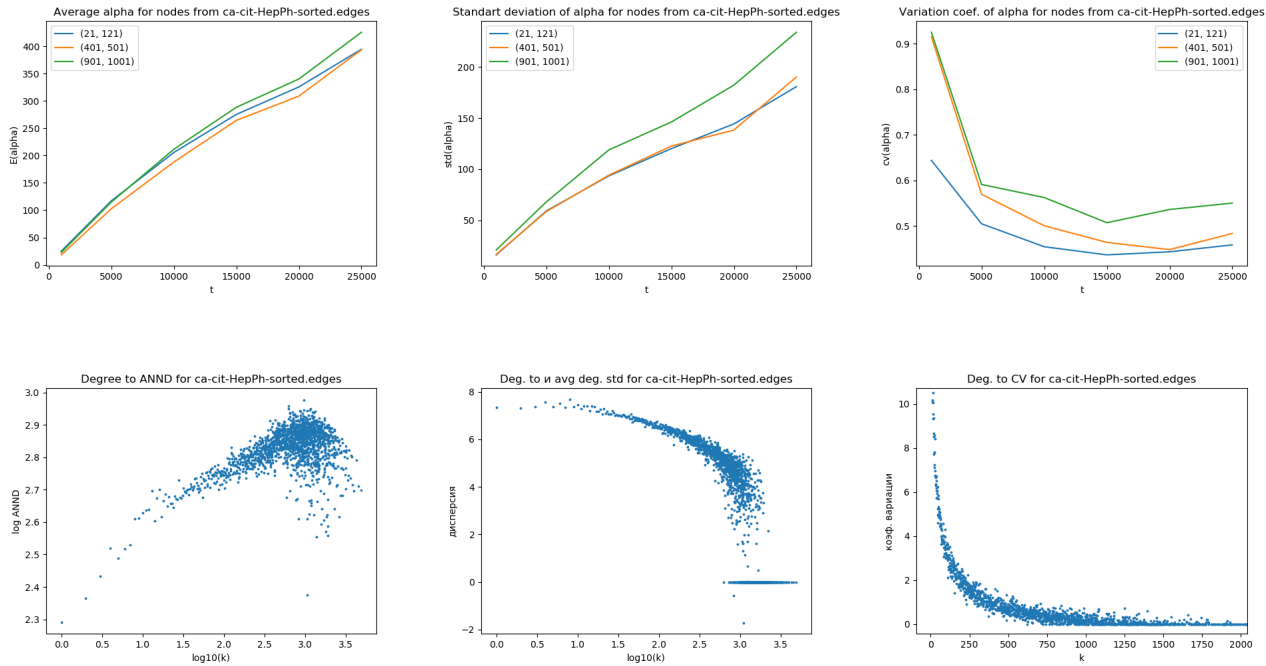 Average alpha for nodes from ca-cit-HepPh-sorted.edges
(21, 121)
(401, 501)
(901, 1001)
E(alpha)
400
350
300
250
200
150
100
50
0
0 5000 10000 15000 20000 25000
t
Standart deviation of alpha for nodes from ca-cit-HepPh-sorted.edges
(21, 121)
(401, 501)
(901, 1001)
std(alpha)
200
150
100
50
0 5000 10000 15000 20000 25000
t
Variation coef. of alpha for nodes from ca-cit-HepPh-sorted.edges
(21, 121)
(401, 501)
(901, 1001)
cv(alpha)
0.9
0.8
0.7
0.6
0.5
0 5000 10000 15000 20000 25000
t
Degree to ANND for ca-cit-HepPh-sorted.edges
log ANND
3.0
2.9
2.8
2.7
2.6
2.5
2.4
2.3
0.0 0.5 1.0 1.5 2.0 2.5 3.0 3.5
log10(k)
Deg. to и avg deg. std for ca-cit-HepPh-sorted.edges
дисперсия
8
6
4
2
0
−2
0.0 0.5 1.0 1.5 2.0 2.5 3.0 3.5
log10(k)
Deg. to CV for ca-cit-HepPh-sorted.edges
коэф. вариации
10
8
6
4
2
0
0 250 500 750 1000 1250 1500 1750 2000
k